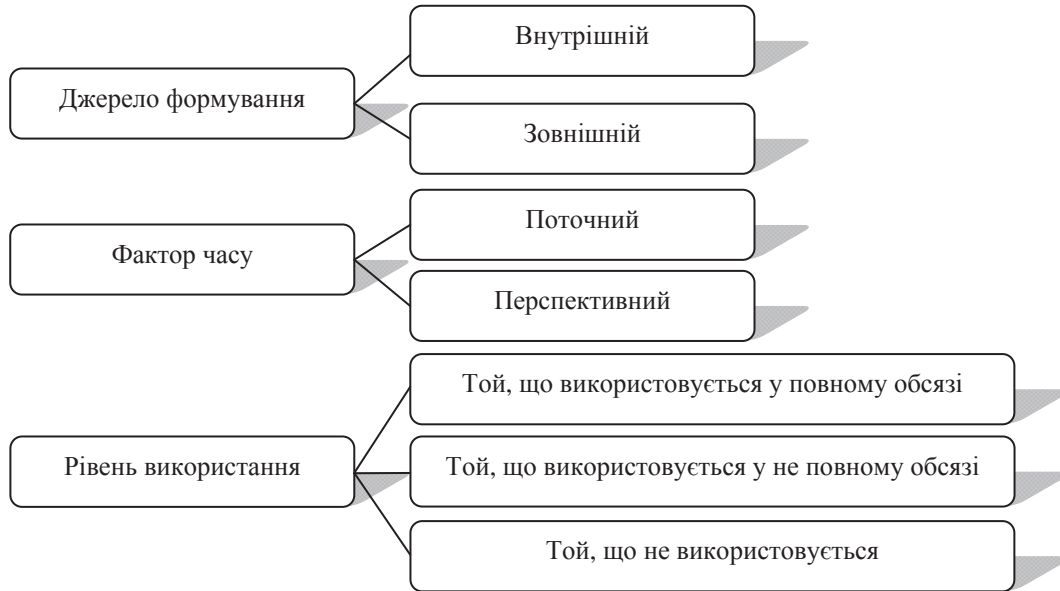 Джерело формування
Внутрішній
Зовнішній
Фактор часу
Поточний
Перспективний
Рівень використання
Той, що використовується у повному обсязі
Той, що використовується у не повному обсязі
Той, що не використовується